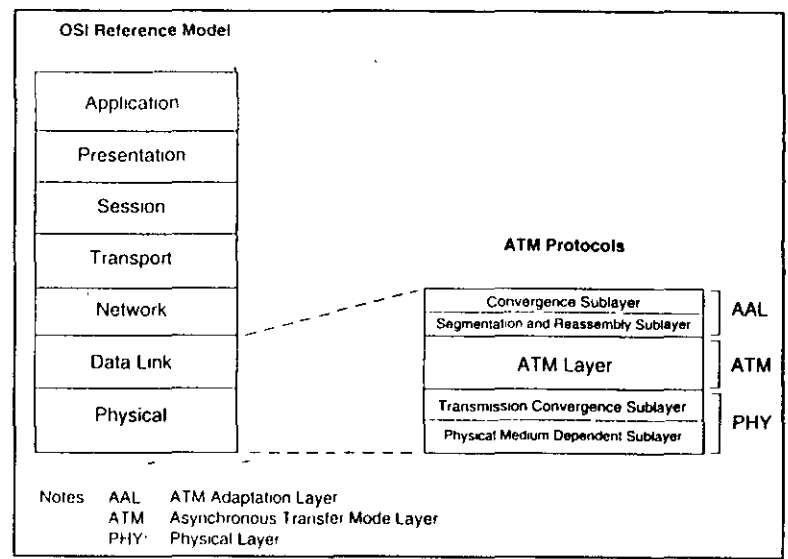 OSI Reference Model
Application
Presentation
Session
Transport
Network
Data Link
Physical
ATM Protocols
Convergence Sublayer
Segmentation and Reassembly Sublayer
AAL
ATM Layer
ATM
Transmission Convergence Sublayer
Physical Medium Dependent Sublayer
PHY
Notes AAL ATM Adaptation Layer
ATM Asynchronous Transfer Mode Layer
PHY: Physical Layer